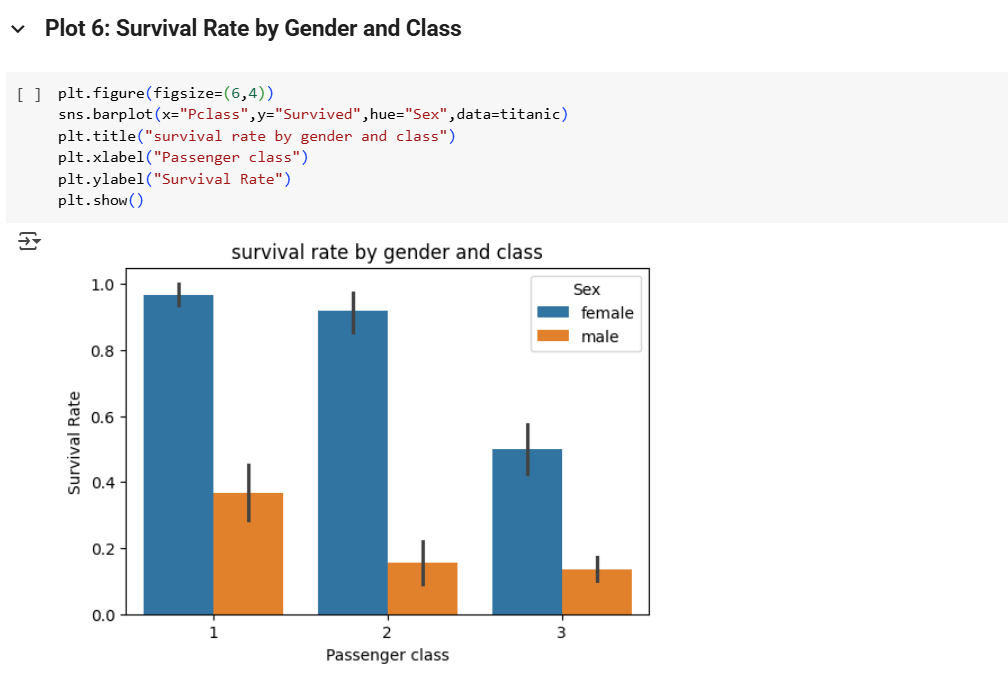 Plot 6: Survival Rate by Gender and Class
[ ] plt.figure(figsize=(6,4))
sns.barplot(x="Pclass",y="Survived",hue="Sex",data=titanic)
plt.title("survival rate by gender and class")
plt.xlabel("Passenger class")
plt.ylabel("Survival Rate")
plt.show()
survival rate by gender and class
Sex
female
male
Survival Rate
1.0
0.8
0.6
0.4
0.2
0.0
1 2 3
Passenger class